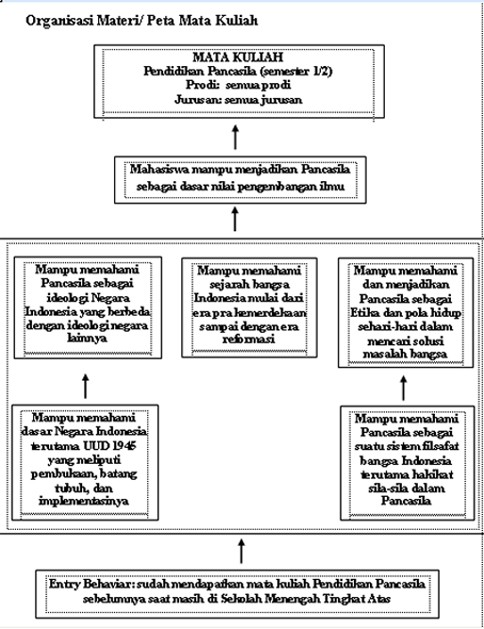 Organisasi Materi/ Peta Mata Kuliah
MATA KULIAH
Pendidikan Pancasila (semester 1/2)
Prodi: semua prodi
Jurusan: semua jurusan
Mahasiswa mampu menjadikan Pancasila
sebagai dasar nilai pengembangan ilmu
Mampu memahami
Pancasila sebagai
ideologi Negara
Indonesia yang berbeda
dengan ideologi negara
lainnya
Mampu memahami
sejarah bangsa
Indonesia mulai dari
era pra kemerdekaan
sampai dengan era
reformasi
Mampu memahami
dan menjadikan
Pancasila sebagai
Etika dan pola hidup
sehari-hari dalam
mencari solusi
masalah bangsa
Mampu memahami
dasar Negara Indonesia
terutama UUD 1945
yang meliputi
pembukaan, batang
tubuh, dan
implementasinya
Mampu memahami
Pancasila sebagai
suatu sistem filsafat
bangsa Indonesia
terutama hakikat
sila-sila dalam
Pancasila
Entry Behavior: sudah mendapatkan mata kuliah Pendidikan Pancasila
sebelumnya saat masih di Sekolah Menengah Tingkat Atas